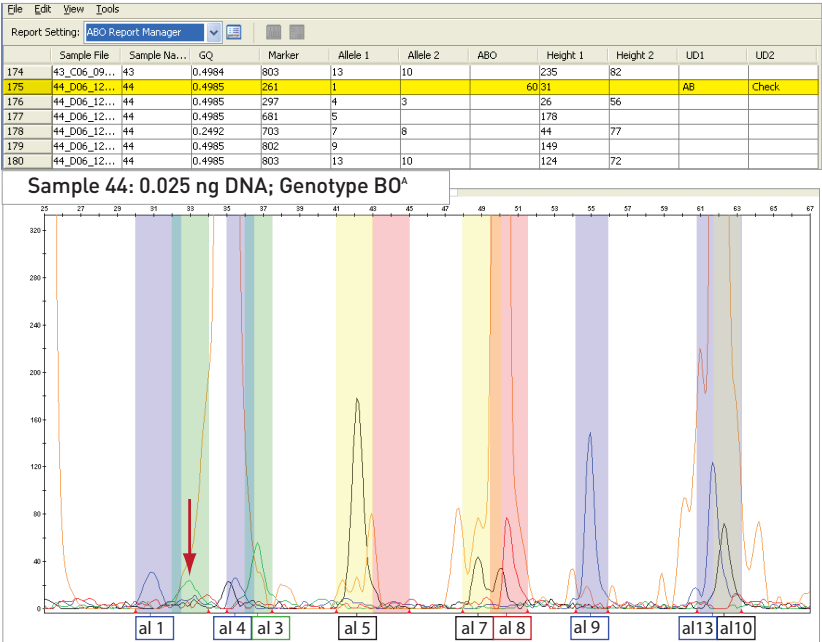 File Edit View Tools
Report Setting: ABO Report Manager
Sample File Sample Na... GQ Marker Allele 1 Allele 2 ABO Height 1 Height 2 UD1 UD2
174 43_C06_09... 43 0.4984 803 13 10 235 82
175 44_D06_12... 44 0.4985 261 1 60 31 AB Check
176 44_D06_12... 44 0.4985 297 4 3 26 56
177 44_D06_12... 44 0.4985 681 5 178
178 44_D06_12... 44 0.2492 703 7 8 44 77
179 44_D06_12... 44 0.4985 802 9 149
180 44_D06_12... 44 0.4985 803 13 10 124 72
Sample 44: 0.025 ng DNA; Genotype BOᴬ
25 27 29 31 33 35 37 39 41 43 45 47 49 51 53 55 57 59 61 63 65 67
320
280
240
200
160
120
80
40
0
al 1 al 4 al 3 al 5 al 7 al 8 al 9 al13 al10